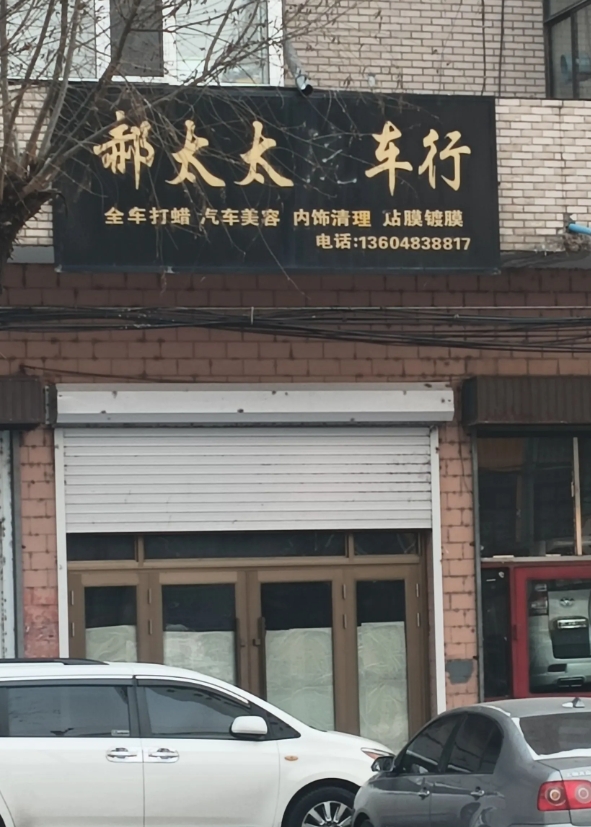 郝太太 车行
全车打蜡 汽车美容 内饰清理 贴膜镀膜
电话:13604838817